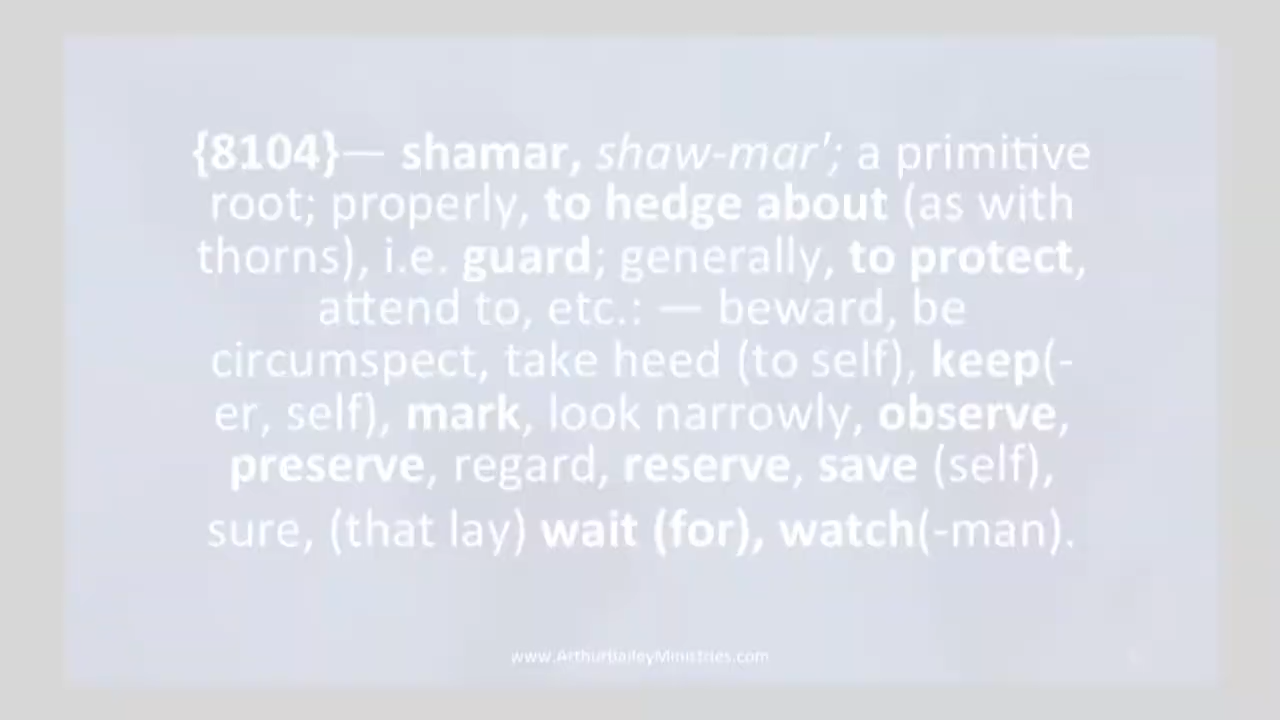 {8104}— shamar, shaw-mar'; a primitive
root; properly, to hedge about (as with
thorns), i.e. guard; generally, to protect,
attend to, etc.: — beward, be
circumspect, take heed (to self), keep(-
er, self), mark, look narrowly, observe,
preserve, regard, reserve, save (self),
sure, (that lay) wait (for), watch(-man).
www.ArthurBaileyMinistries.com